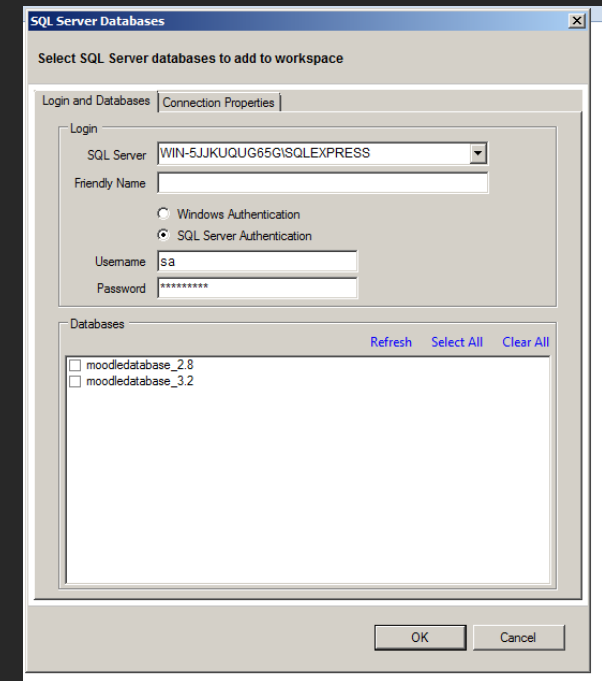 SQL Server Databases
Select SQL Server databases to add to workspace
Login and Databases Connection Properties
Login
SQL Server WIN-5JJKUQUG65G\SQLEXPRESS
Friendly Name
Windows Authentication
SQL Server Authentication
Username sa
Password *********
Databases
Refresh Select All Clear All
moodledatabase_2.8
moodledatabase_3.2
OK Cancel